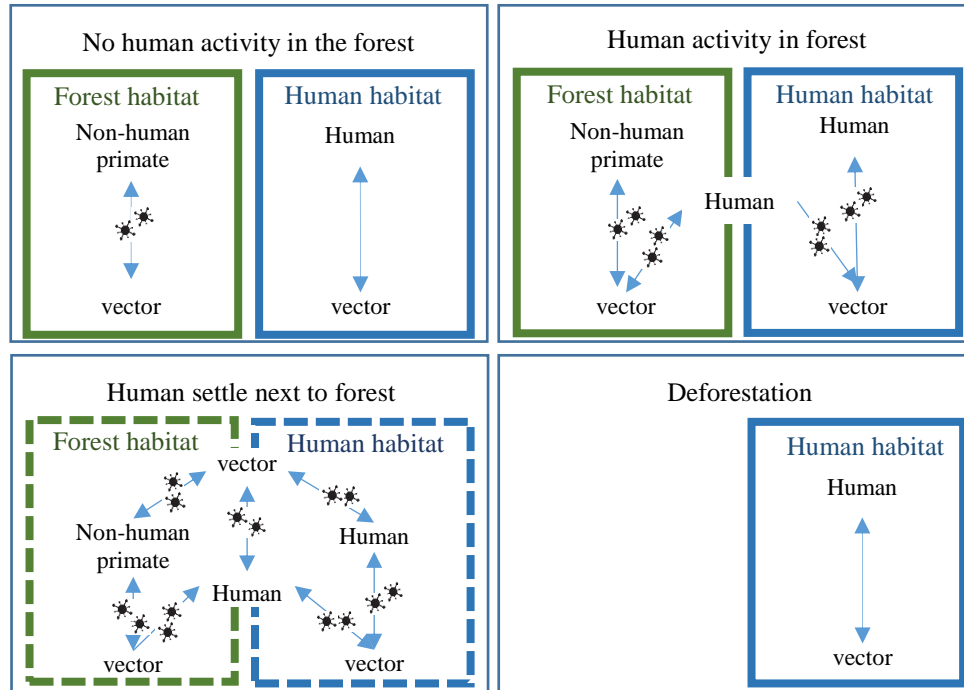 No human activity in the forest
Forest habitat
Non-human
primate
vector
Human habitat
Human
vector
Human activity in forest
Forest habitat
Non-human
primate
vector
Human
Human habitat
Human
vector
Human settle next to forest
Forest habitat
Human habitat
vector
Non-human
primate
Human
Human
vector
vector
Deforestation
Human habitat
Human
vector